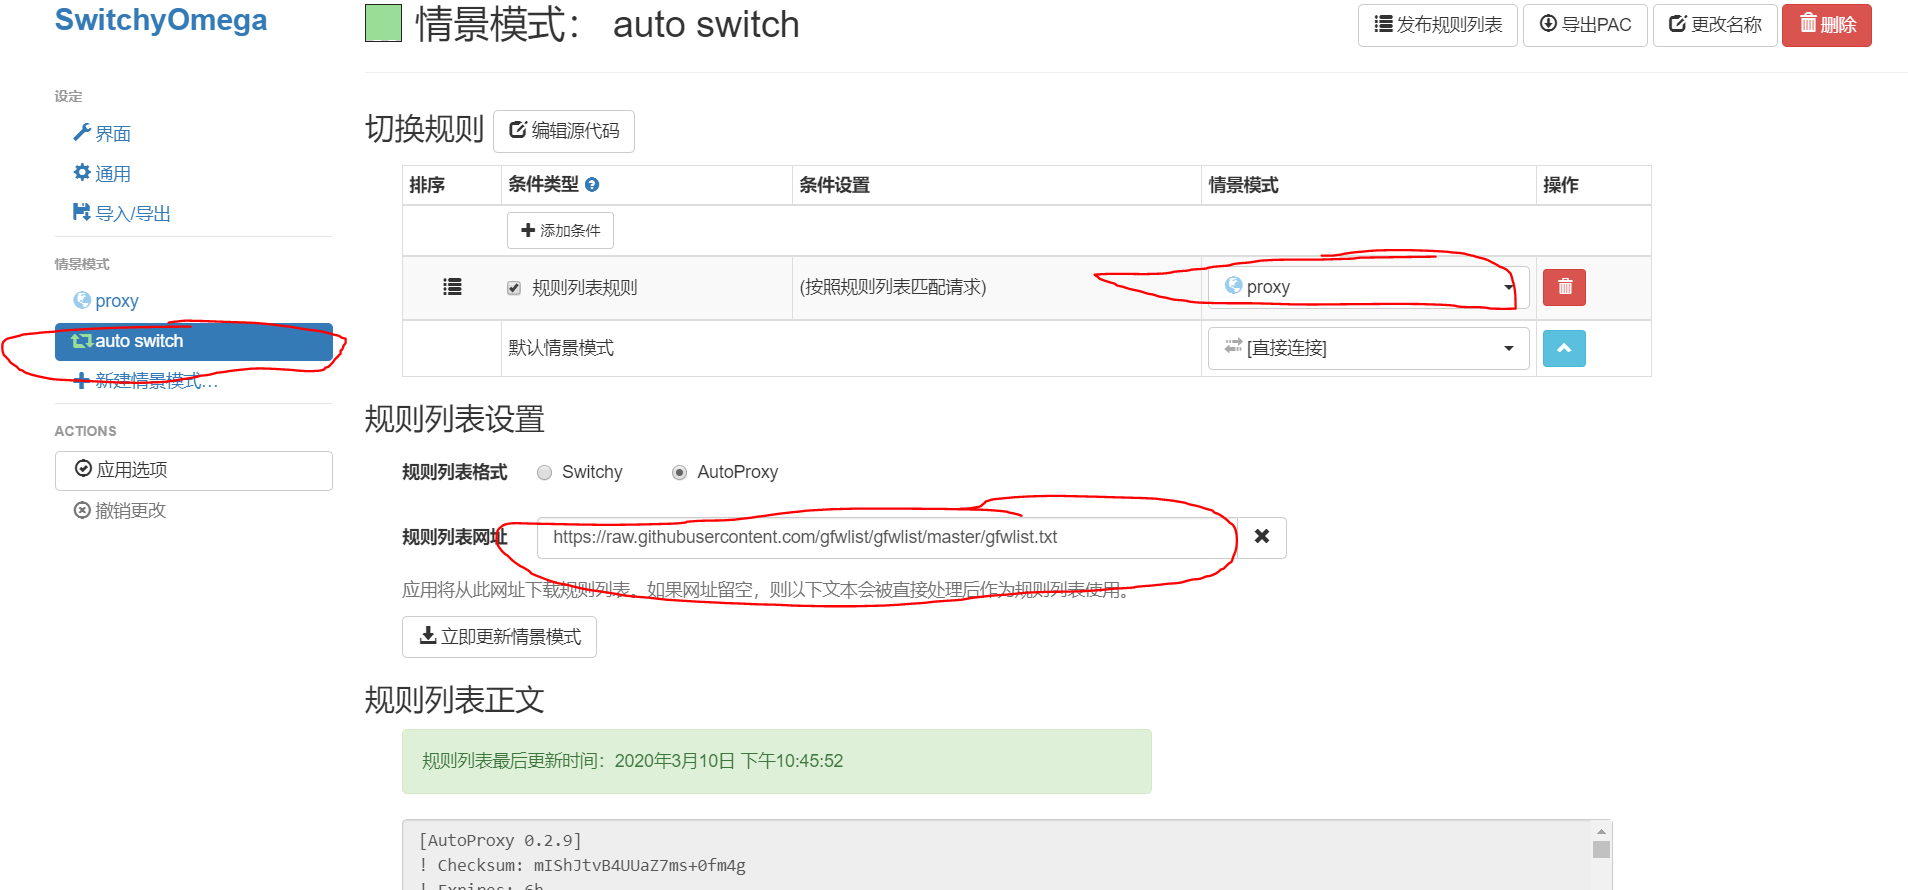 SwitchyOmega
设定
界面
通用
导入/导出
情景模式
proxy
auto switch
新建情景模式…
ACTIONS
应用选项
撤销更改
情景模式： auto switch
发布规则列表
导出PAC
更改名称
删除
切换规则 编辑源代码
排序 条件类型 条件设置 情景模式 操作
添加条件
规则列表规则 (按照规则列表匹配请求) proxy
默认情景模式 [直接连接]
规则列表设置
规则列表格式 Switchy AutoProxy
规则列表网址 https://raw.githubusercontent.com/gfwlist/gfwlist/master/gfwlist.txt
应用将从此网址下载规则列表。如果网址留空，则以下文本会被直接处理后作为规则列表使用。
立即更新情景模式
规则列表正文
规则列表最后更新时间：2020年3月10日 下午10:45:52
[AutoProxy 0.2.9]
! Checksum: mIShJtvB4UUaZ7ms+0fm4g
! Expires: 6h